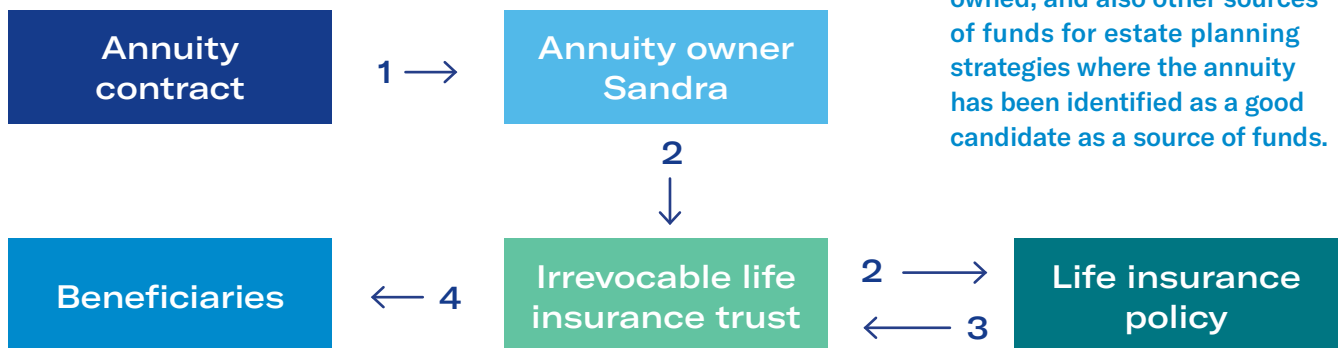 Annuity
contract
1
Annuity owner
Sandra
owned, and also other sources
of funds for estate planning
strategies where the annuity
has been identified as a good
candidate as a source of funds.
2
Beneficiaries
4
Irrevocable life
insurance trust
2
3
Life insurance
policy